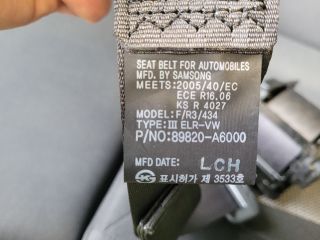 SEAT BELT FOR AUTOMOBILES
MFD. BY SAMSONG
MEETS:2005/40/EC
ECE R16.06
KS R 4027
MODEL:F/R3/434
TYPE:Ⅲ ELR-VW
P/NO:89820-A6000
MFD DATE: LCH
표시허가 제 3533호